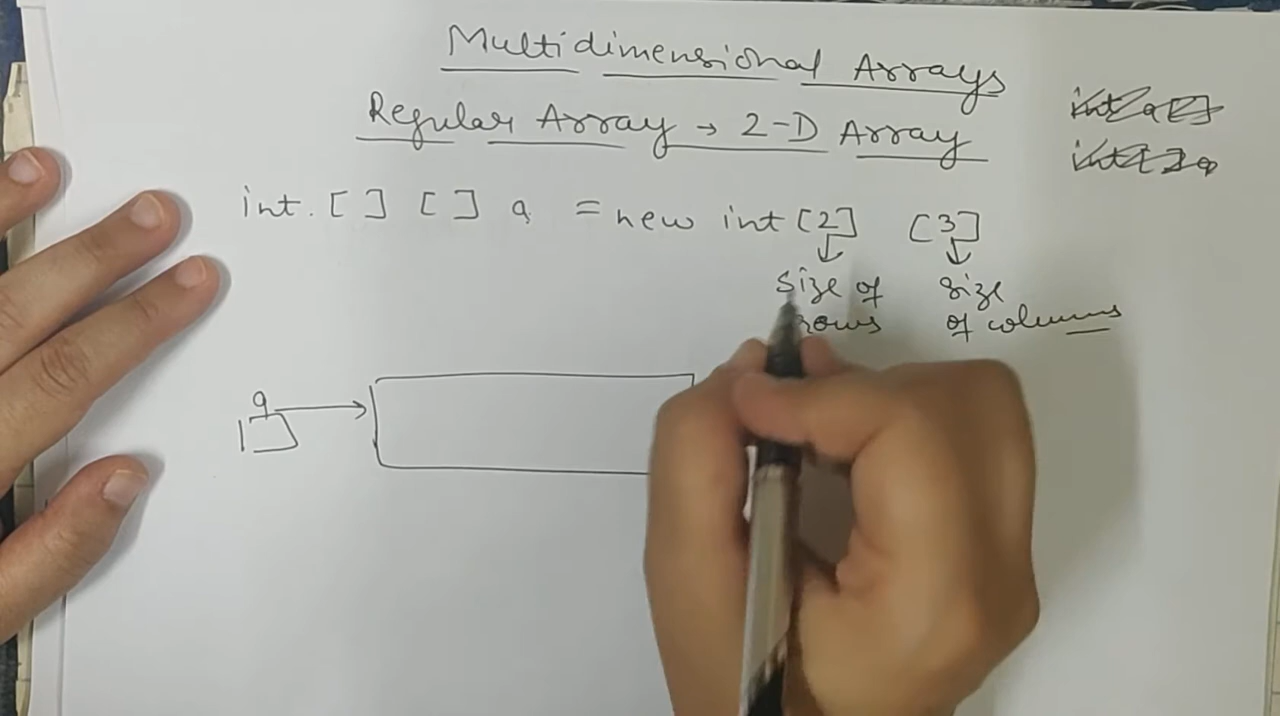 Multidimensional Arrays
Regular Array → 2-D Array
int. [ ] [ ] a = new int [2] [3]
size of rows
size of columns
a